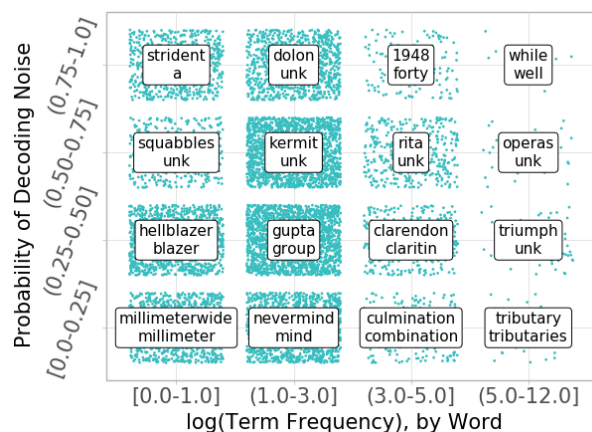 Probability of Decoding Noise
(0.75-1.0]
strident
a
dolon
unk
1948
forty
while
well
(0.50-0.75]
squabbles
unk
kermit
unk
rita
unk
operas
unk
(0.25-0.50]
hellblazer
blazer
gupta
group
clarendon
claritin
triumph
unk
[0.0-0.25]
millimeterwide
millimeter
nevermind
mind
culmination
combination
tributary
tributaries
[0.0-1.0]
(1.0-3.0]
(3.0-5.0]
(5.0-12.0]
log(Term Frequency), by Word